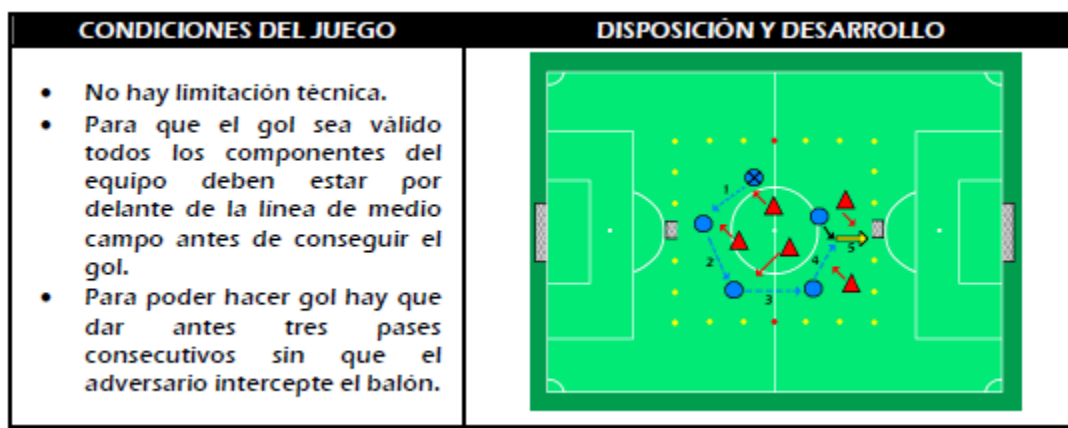 CONDICIONES DEL JUEGO
DISPOSICIÓN Y DESARROLLO
• No hay limitación técnica.
• Para que el gol sea válido
todos los componentes del
equipo deben estar por
delante de la línea de medio
campo antes de conseguir el
gol.
• Para poder hacer gol hay que
dar antes tres pases
consecutivos sin que el
adversario intercepte el balón.
1
2
3
4
5